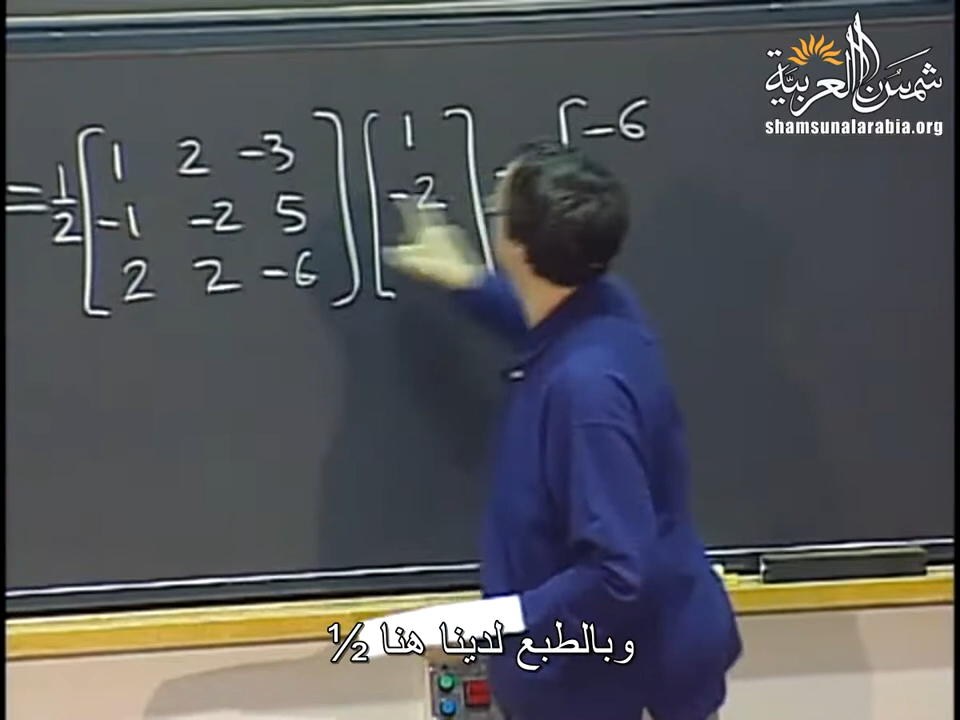 شمس العربية
shamsunalarabia.org
= 1/2 [ 1 2 -3 ] [ 1 ] [ -6
-1 -2 5 -2
2 2 -6
وبالطبع لدينا هنا ½